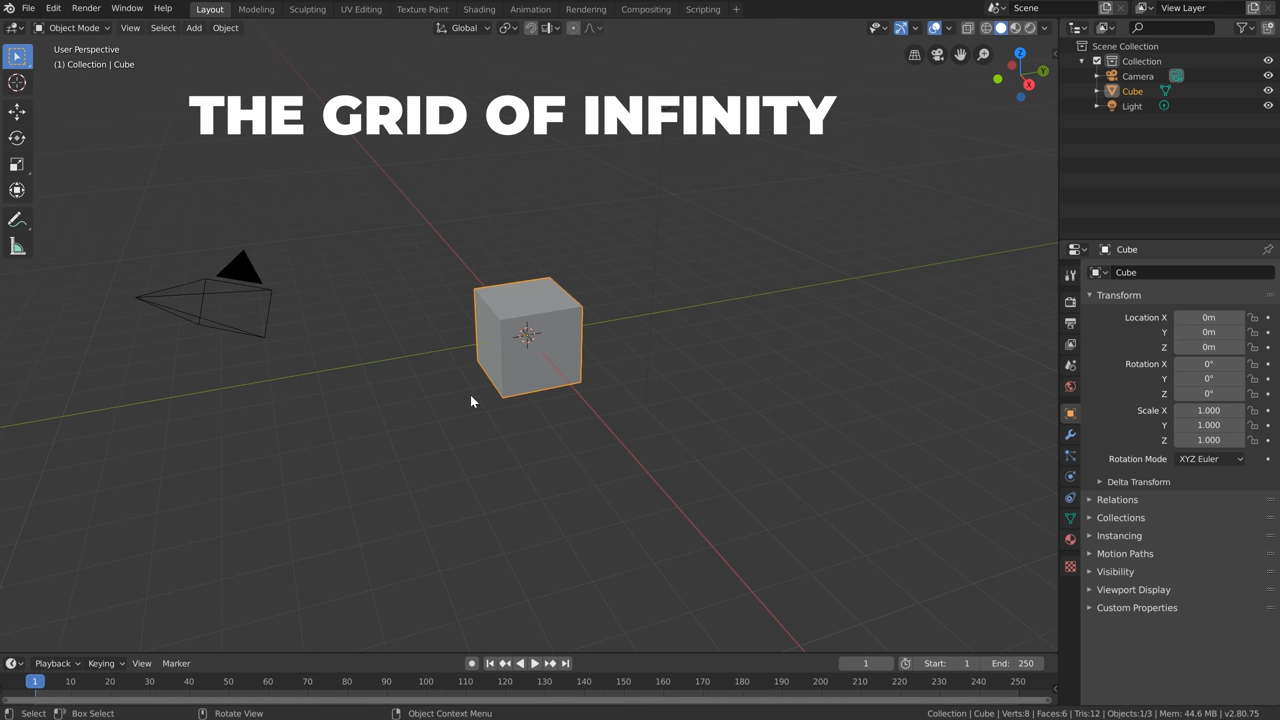 File Edit Render Window Help Layout Modeling Sculpting UV Editing Texture Paint Shading Animation Rendering Compositing Scripting + Scene View Layer
Object Mode View Select Add Object Global
User Perspective
(1) Collection | Cube
THE GRID OF INFINITY
Z
Y
X
Scene Collection
Collection
Camera
Cube
Light
Cube
Cube
Transform
Location X 0m
Y 0m
Z 0m
Rotation X 0°
Y 0°
Z 0°
Scale X 1.000
Y 1.000
Z 1.000
Rotation Mode XYZ Euler
Delta Transform
Relations
Collections
Instancing
Motion Paths
Visibility
Viewport Display
Custom Properties
Playback Keying View Marker 1 Start: 1 End: 250
1 10 20 30 40 50 60 70 80 90 100 110 120 130 140 150 160 170 180 190 200 210 220 230 240 250
Select Box Select Rotate View Object Context Menu Collection | Cube | Verts:8 | Faces:6 | Tris:12 | Objects:1/3 | Mem: 44.6 MB | v2.80.75